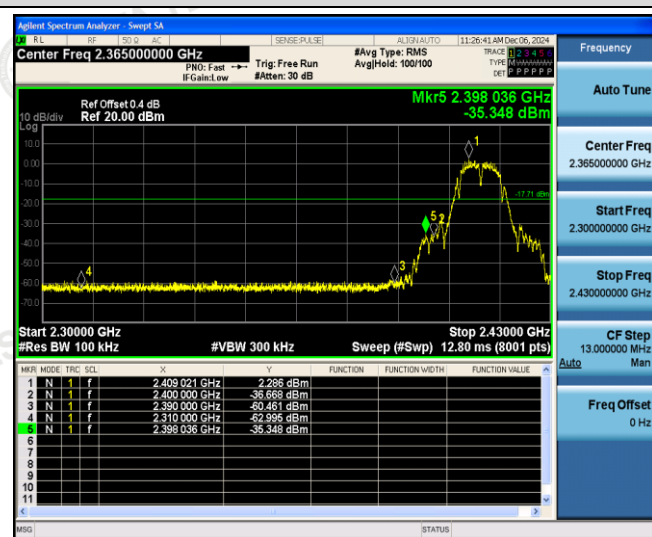 Agilent Spectrum Analyzer - Swept SA
RL RF 50 Ω AC SENSE:PULSE ALIGN AUTO 11:26:41 AM Dec 06, 2024
Center Freq 2.365000000 GHz
PNO: Fast
IFGain:Low
Trig: Free Run
#Atten: 30 dB
#Avg Type: RMS
Avg|Hold: 100/100
TRACE 1 2 3 4 5 6
TYPE M
DET P P P P P P
Frequency
Auto Tune
Center Freq
2.365000000 GHz
Start Freq
2.300000000 GHz
Stop Freq
2.430000000 GHz
CF Step
13.000000 MHz
Auto Man
Freq Offset
0 Hz
Mkr5 2.398 036 GHz
-35.348 dBm
Ref Offset 0.4 dB
10 dB/div Ref 20.00 dBm
Log
10.0
0.00
-10.0
-20.0
-30.0
-40.0
-50.0
-60.0
-70.0
1
-17.71 dBm
5 2
3
4
Start 2.30000 GHz Stop 2.43000 GHz
#Res BW 100 kHz #VBW 300 kHz Sweep (#Swp) 12.80 ms (8001 pts)
MKR MODE TRC SCL X Y FUNCTION FUNCTION WIDTH FUNCTION VALUE
1 N 1 f 2.409 021 GHz 2.286 dBm
2 N 1 f 2.400 000 GHz -36.668 dBm
3 N 1 f 2.390 000 GHz -60.461 dBm
4 N 1 f 2.310 000 GHz -62.995 dBm
5 N 1 f 2.398 036 GHz -35.348 dBm
6
7
8
9
10
11
MSG STATUS